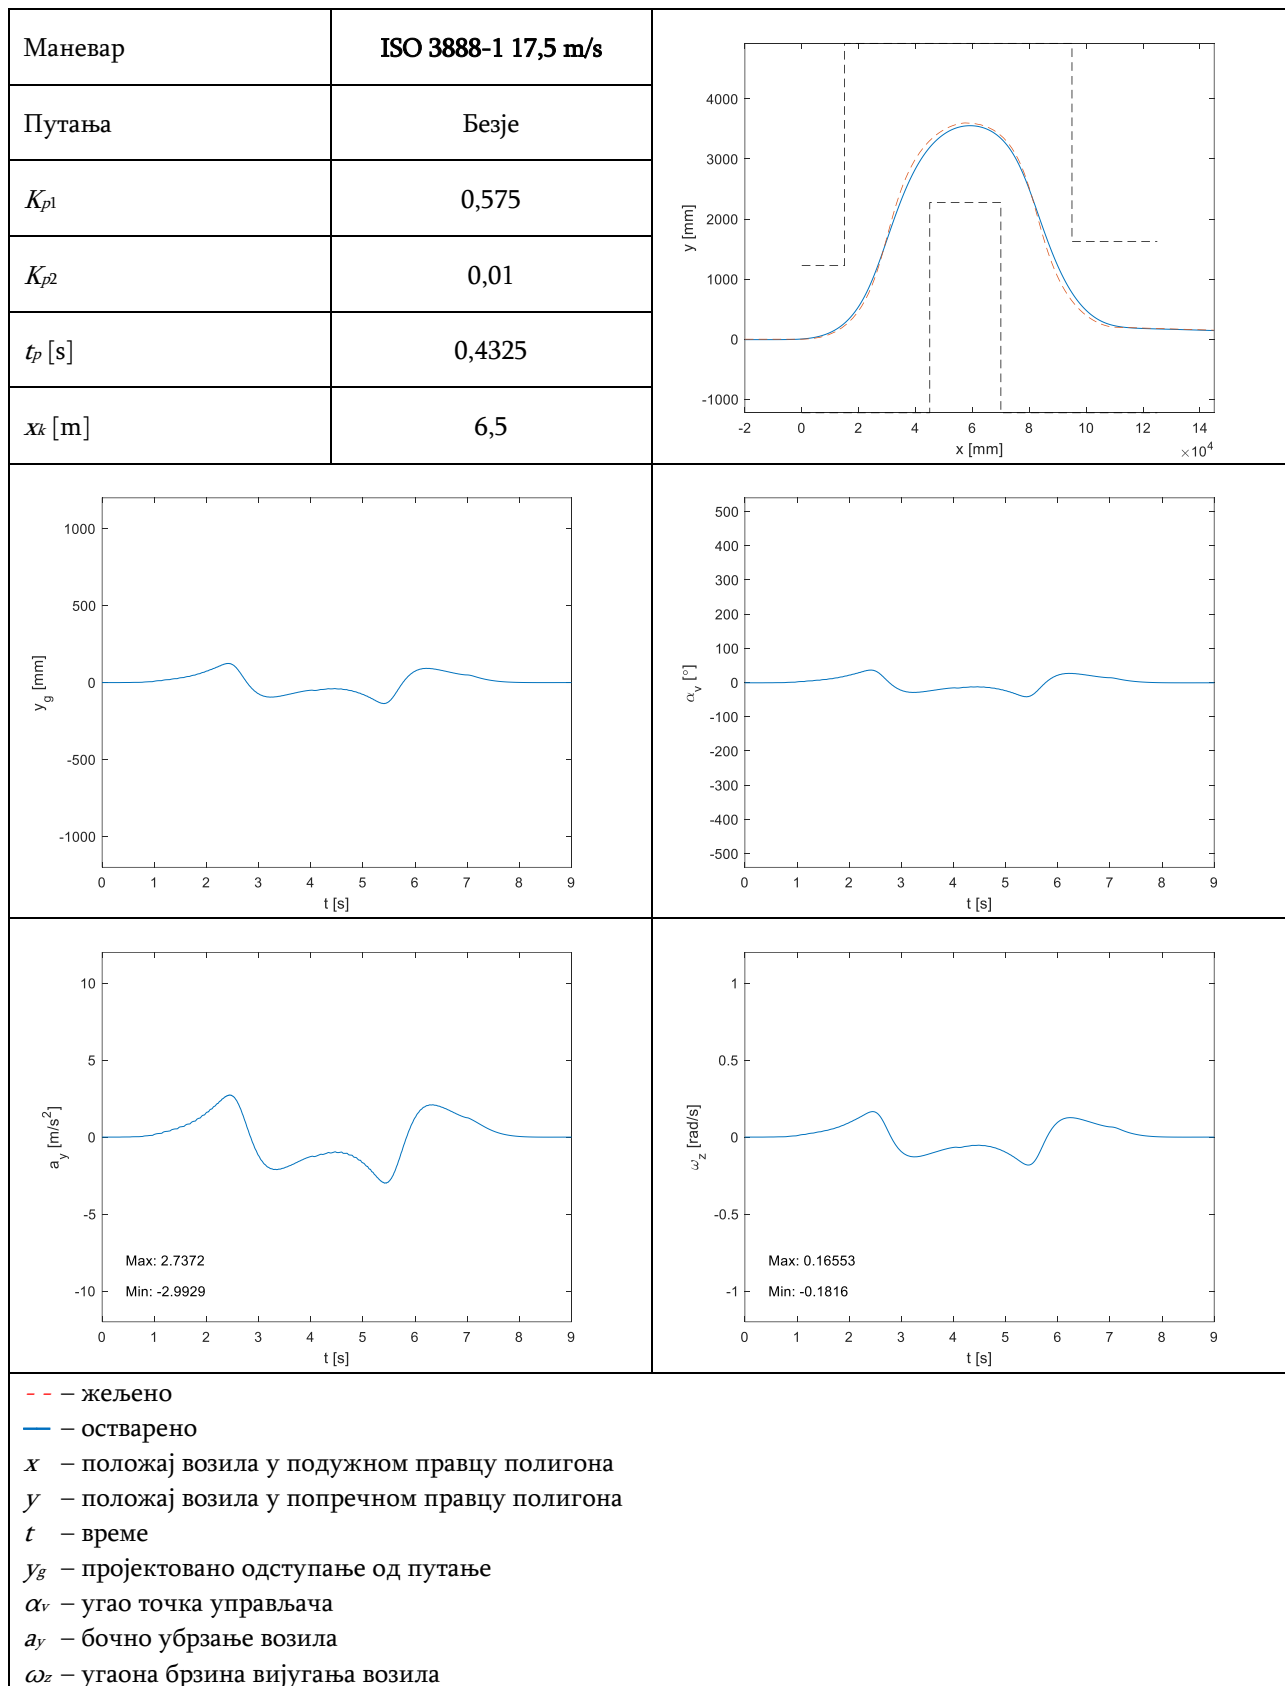 Маневар ISO 3888-1 17,5 m/s
Путања Безје
Kp1 0,575
Kp2 0,01
tp [s] 0,4325
xk [m] 6,5
4000
3000
2000
1000
0
-1000
y [mm]
-2 0 2 4 6 8 10 12 14
x [mm]
×10^4
1000
500
0
-500
-1000
y_g [mm]
0 1 2 3 4 5 6 7 8 9
t [s]
500
400
300
200
100
0
-100
-200
-300
-400
-500
α_v [°]
0 1 2 3 4 5 6 7 8 9
t [s]
10
5
0
-5
-10
a_y [m/s^2]
Max: 2.7372
Min: -2.9929
0 1 2 3 4 5 6 7 8 9
t [s]
1
0.5
0
-0.5
-1
ω_z [rad/s]
Max: 0.16553
Min: -0.1816
0 1 2 3 4 5 6 7 8 9
t [s]
– жељено
– остварено
x – положај возила у подужном правцу полигона
y – положај возила у попречном правцу полигона
t – време
yg – пројектовано одступање од путање
αv – угао точка управљача
ay – бочно убрзање возила
ωz – угаона брзина вијугања возила